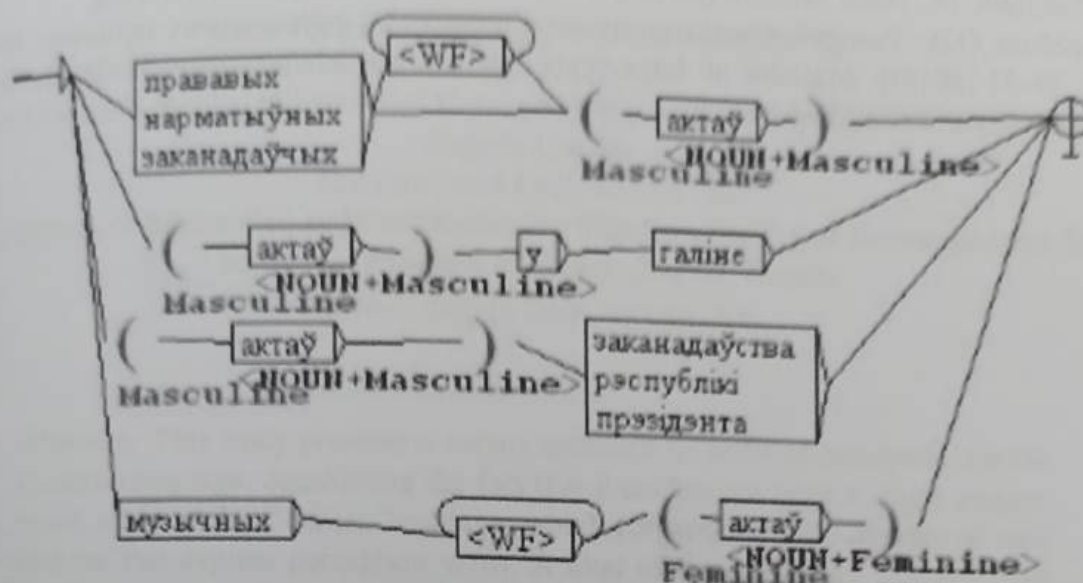 <WF>
прававых
нарматыўных
заканадаўчых
( актаў )
<NOUN+Masculine>
Masculine
( актаў ) у галіне
<NOUN+Masculine>
Masculine
( актаў )
<NOUN+Masculine>
Masculine
заканадаўства
рэспублікі
прэзідэнта
музычных <WF> ( актаў )
<NOUN+Feminine>
Feminine